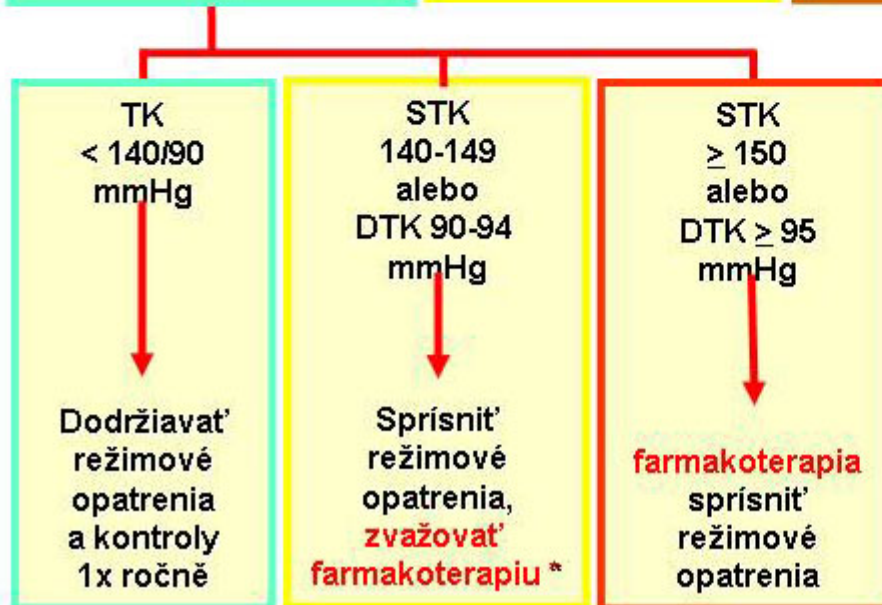 TK
< 140/90
mmHg
Dodržiavať
režimové
opatrenia
a kontroly
1x ročně
STK
140-149
alebo
DTK 90-94
mmHg
Sprísniť
režimové
opatrenia,
zvažovať
farmakoterapiu *
STK
≥ 150
alebo
DTK ≥ 95
mmHg
farmakoterapia
sprísniť
režimové
opatrenia